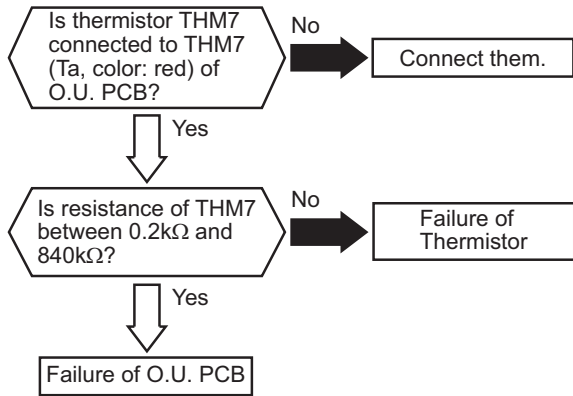 Is thermistor THM7
connected to THM7
(Ta, color: red) of
O.U. PCB?
No
Connect them.
Yes
Is resistance of THM7
between 0.2kΩ and
840kΩ?
No
Failure of
Thermistor
Yes
Failure of O.U. PCB